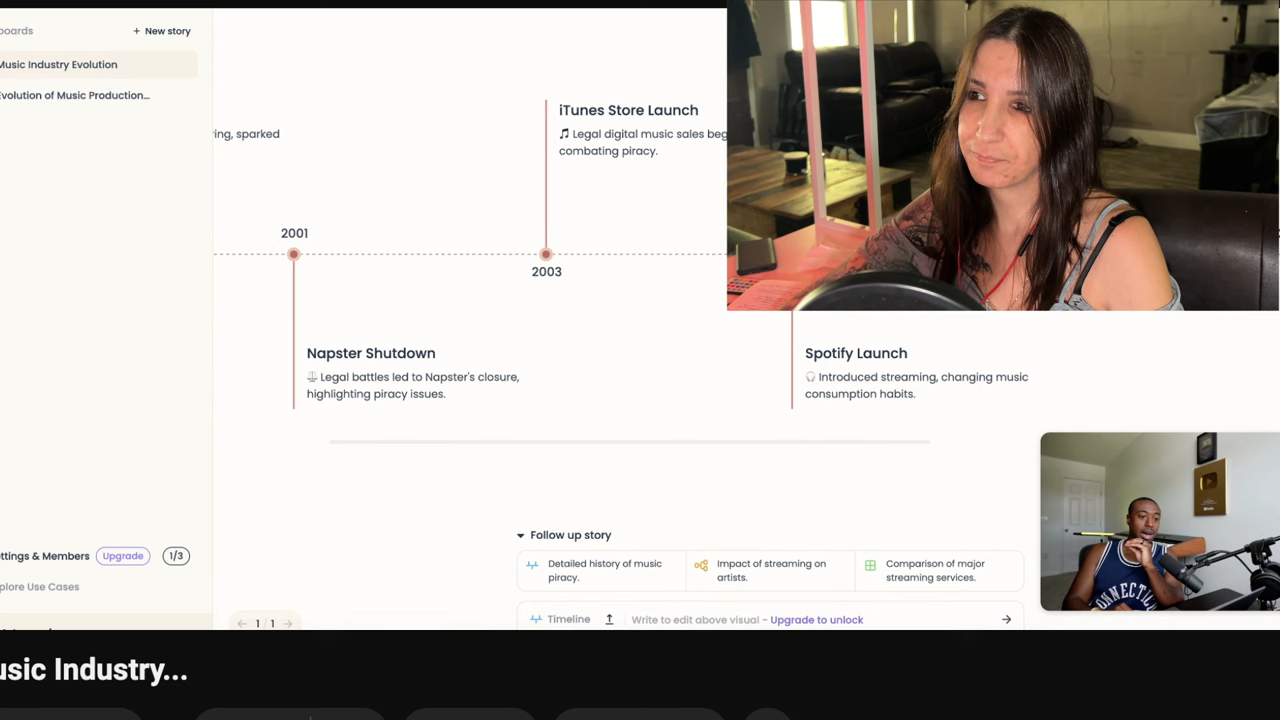 boards
+ New story
Music Industry Evolution
Evolution of Music Production...
ring, sparked
iTunes Store Launch
Legal digital music sales beg
combating piracy.
2001
2003
Napster Shutdown
Legal battles led to Napster's closure,
highlighting piracy issues.
Spotify Launch
Introduced streaming, changing music
consumption habits.
Follow up story
Detailed history of music
piracy.
Impact of streaming on
artists.
Comparison of major
streaming services.
ttings & Members Upgrade 1/3
plore Use Cases
1 / 1
Timeline Write to edit above visual - Upgrade to unlock
CONNECTIC
usic Industry...